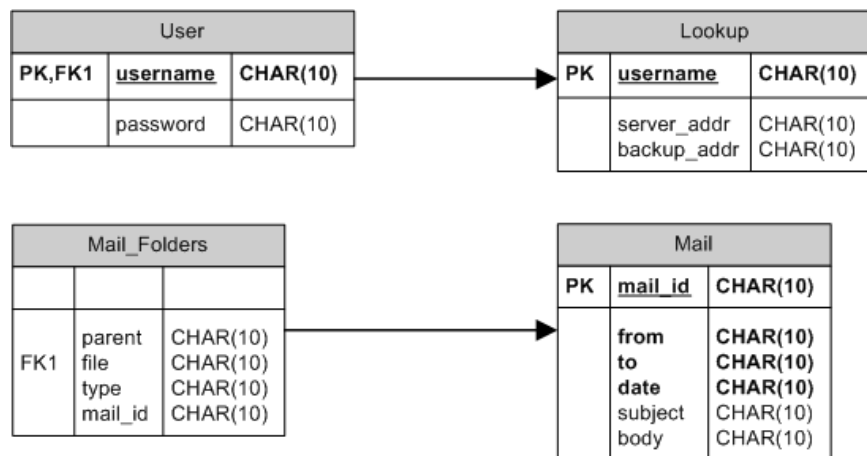 User
PK,FK1 username CHAR(10)
password CHAR(10)
Lookup
PK username CHAR(10)
server_addr CHAR(10)
backup_addr CHAR(10)
Mail_Folders
parent CHAR(10)
FK1 file CHAR(10)
type CHAR(10)
mail_id CHAR(10)
Mail
PK mail_id CHAR(10)
from CHAR(10)
to CHAR(10)
date CHAR(10)
subject CHAR(10)
body CHAR(10)